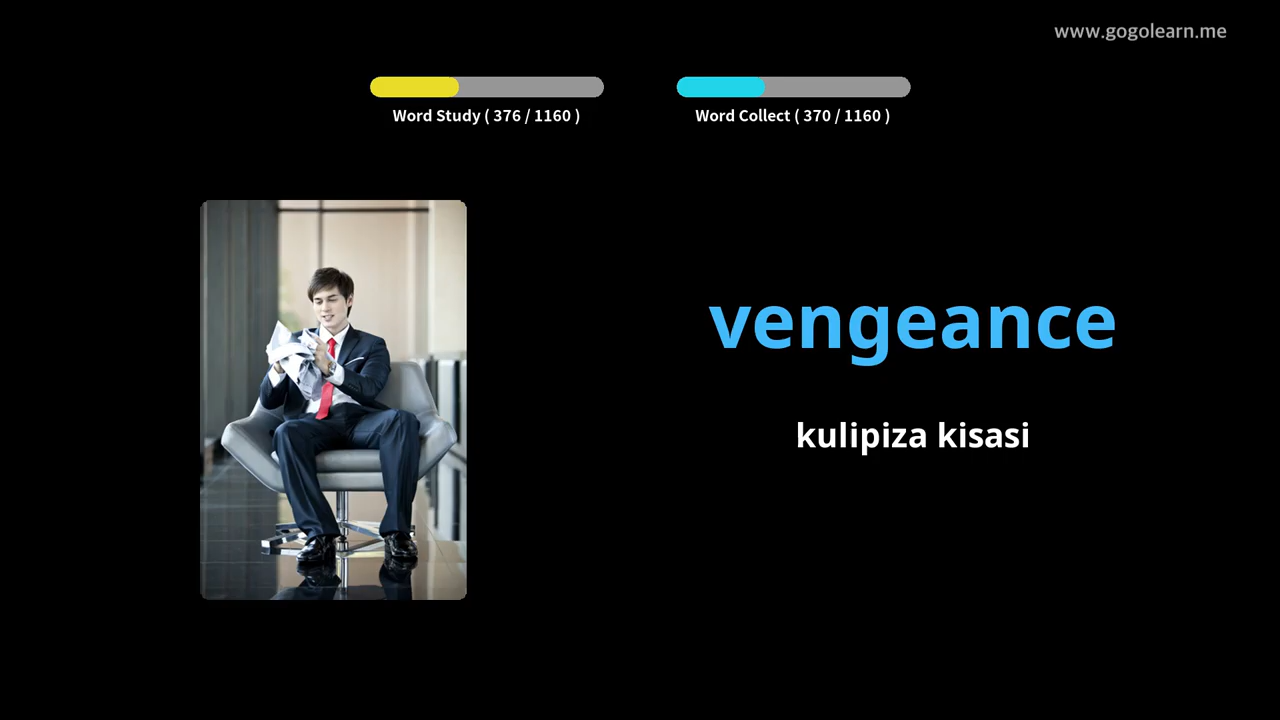 www.gogolearn.me
Word Study ( 376 / 1160 )
Word Collect ( 370 / 1160 )
vengeance
kulipiza kisasi